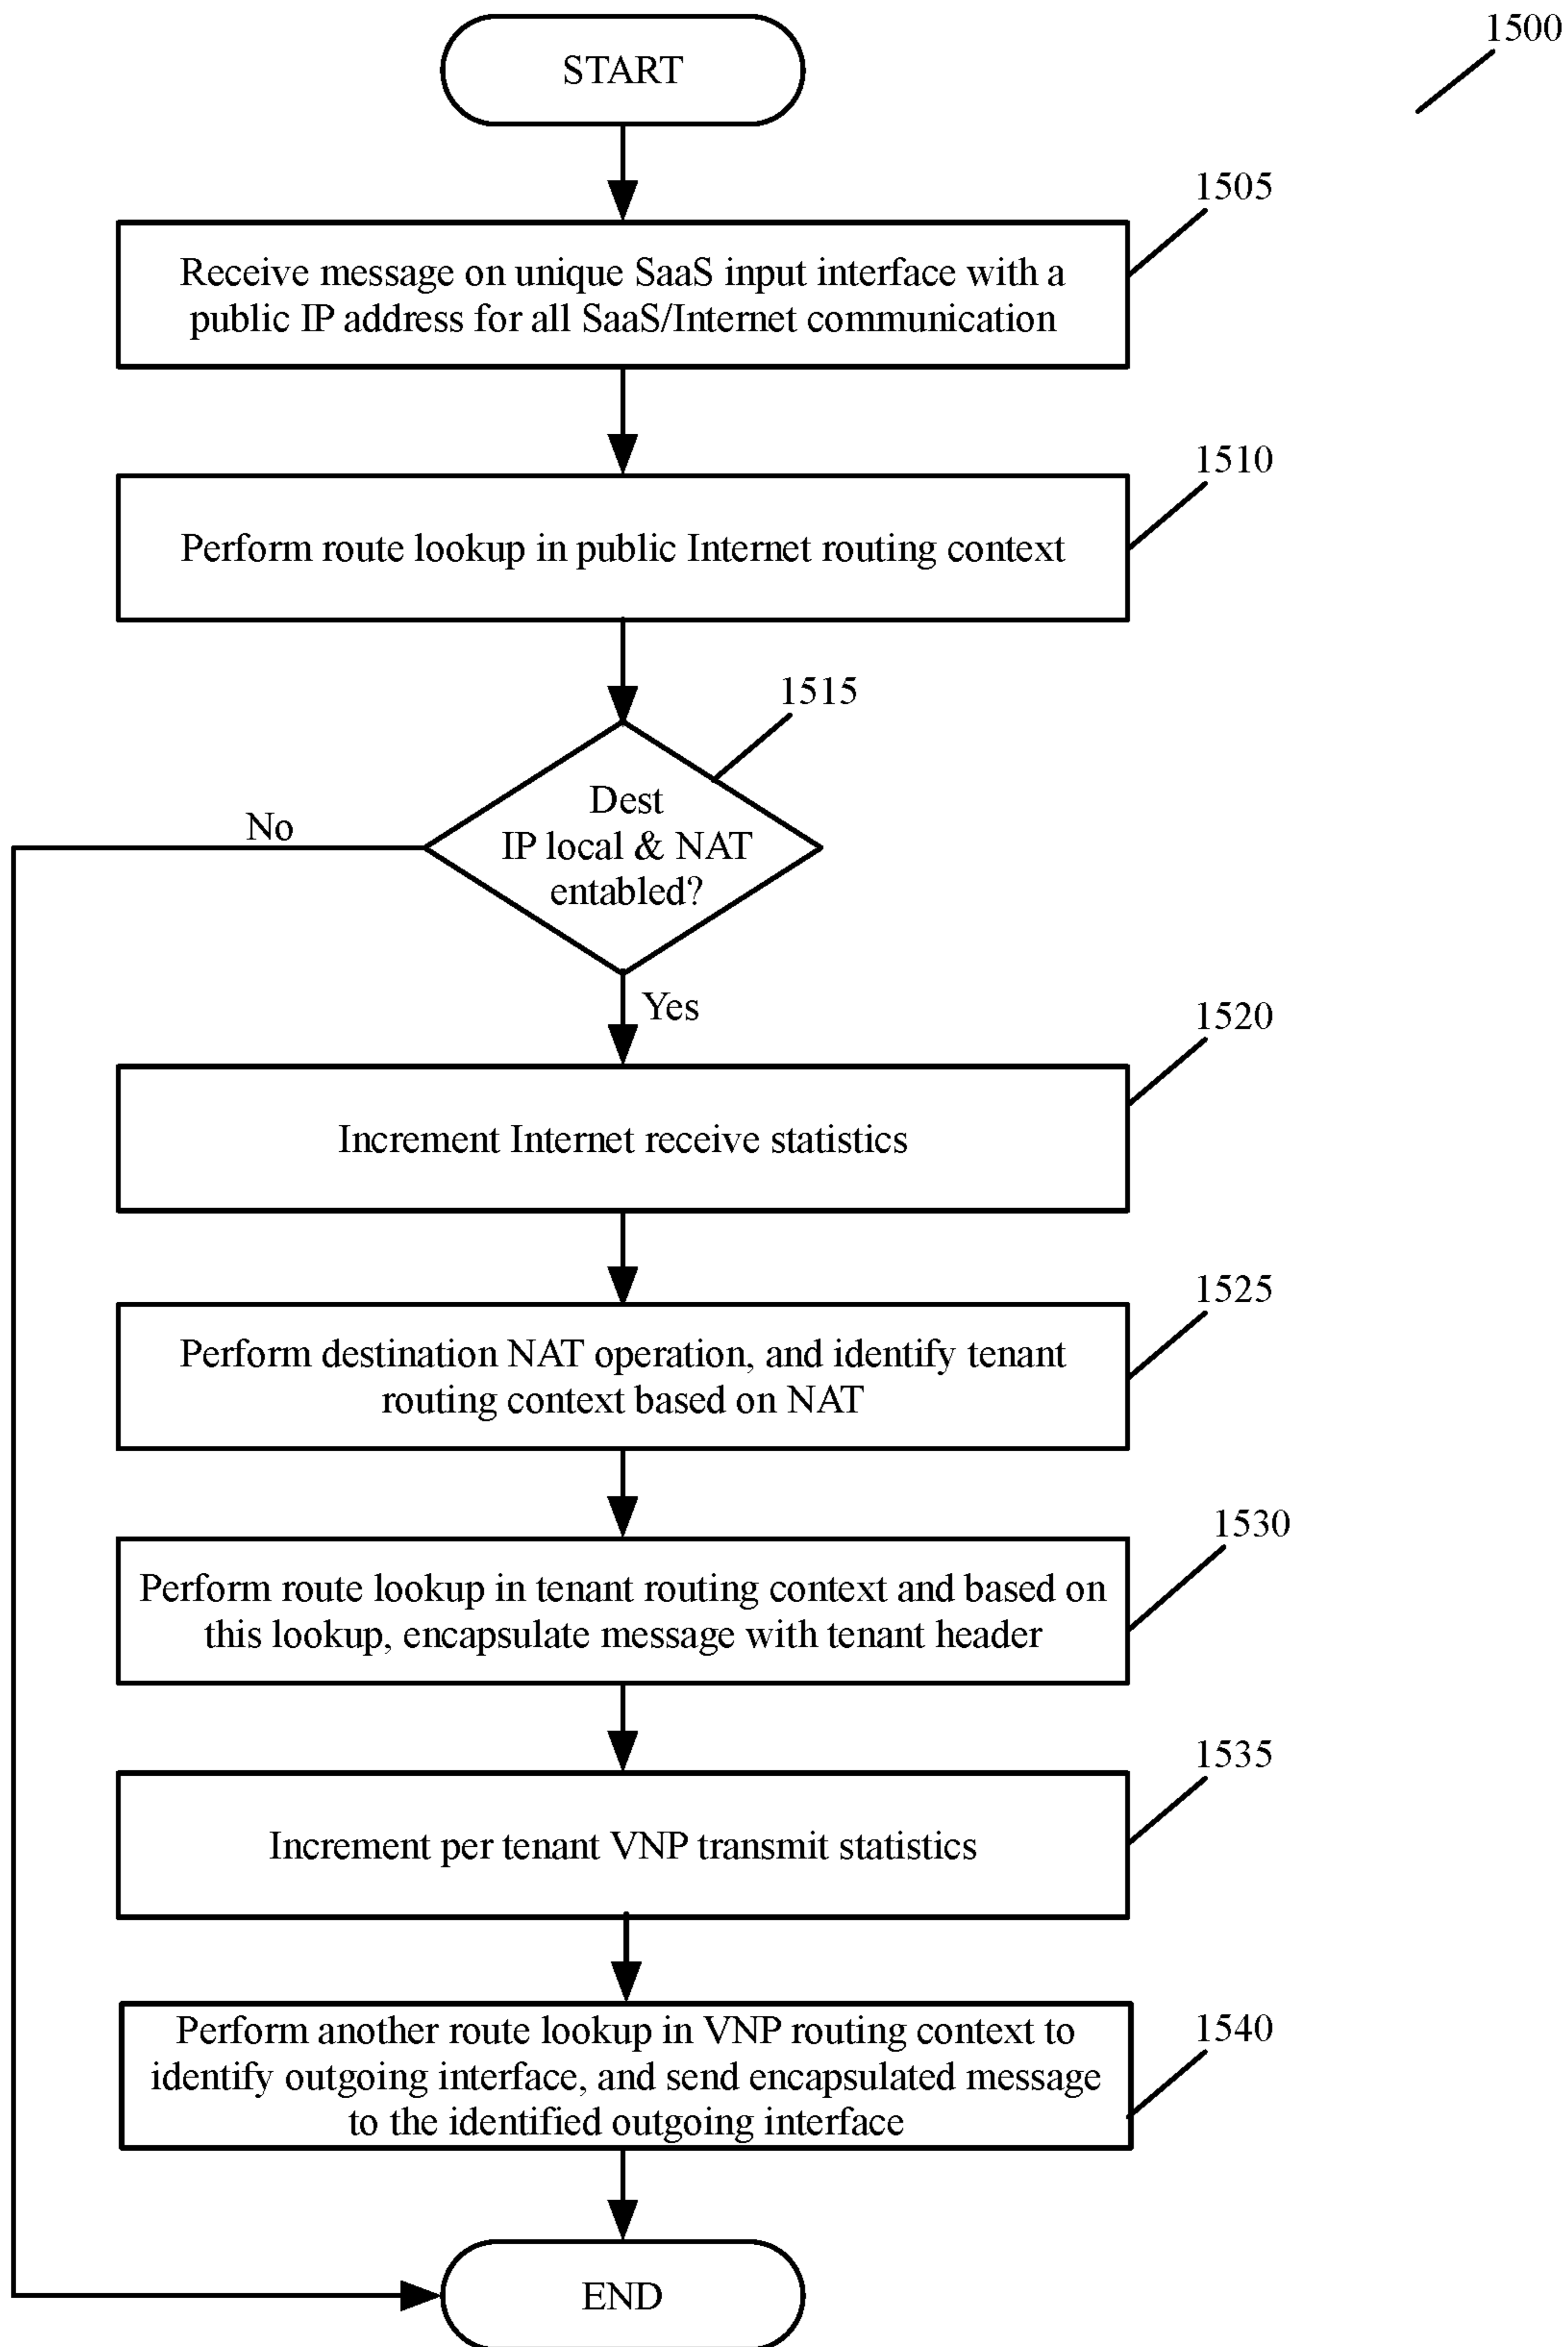 1500
START
1505
Receive message on unique SaaS input interface with a
public IP address for all SaaS/Internet communication
1510
Perform route lookup in public Internet routing context
1515
Dest
IP local & NAT
entabled?
No
Yes
1520
Increment Internet receive statistics
1525
Perform destination NAT operation, and identify tenant
routing context based on NAT
1530
Perform route lookup in tenant routing context and based on
this lookup, encapsulate message with tenant header
1535
Increment per tenant VNP transmit statistics
1540
Perform another route lookup in VNP routing context to
identify outgoing interface, and send encapsulated message
to the identified outgoing interface
END